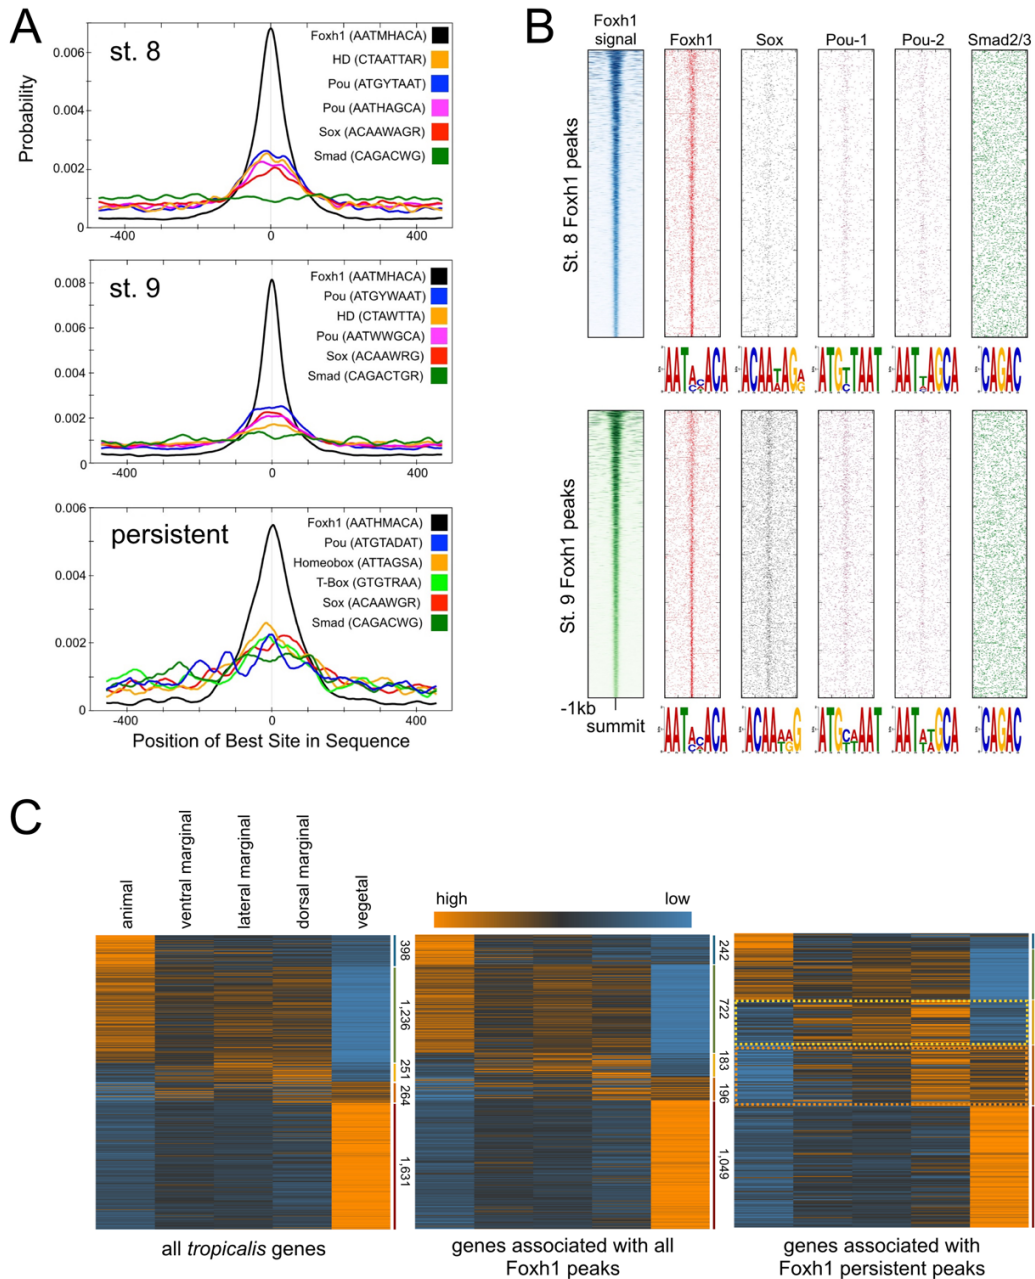 A
st. 8
Probability
0.006
0.004
0.002
0
-400
0
400
Foxh1 (AATMHACA)
HD (CTAATTAR)
Pou (ATGYTAAT)
Pou (AATHAGCA)
Sox (ACAAWAGR)
Smad (CAGACWG)
st. 9
0.008
0.006
0.004
0.002
0
-400
0
400
Foxh1 (AATMHACA)
Pou (ATGYWAAT)
HD (CTAWTTA)
Pou (AATWWGCA)
Sox (ACAAWRG)
Smad (CAGACTGR)
persistent
0.006
0.004
0.002
0
-400
0
400
Foxh1 (AATHMACA)
Pou (ATGTADAT)
Homeobox (ATTAGSA)
T-Box (GTGTRAA)
Sox (ACAAWGR)
Smad (CAGACWG)
Position of Best Site in Sequence
B
Foxh1
signal
Foxh1
Sox
Pou-1
Pou-2
Smad2/3
St. 8 Foxh1 peaks
CAGAC
St. 9 Foxh1 peaks
-1kb
summit
CAGAC
C
animal
ventral marginal
lateral marginal
dorsal marginal
vegetal
high
low
398
1,236
251
264
1,631
242
722
183
196
1,049
all tropicalis genes
genes associated with all
Foxh1 peaks
genes associated with
Foxh1 persistent peaks